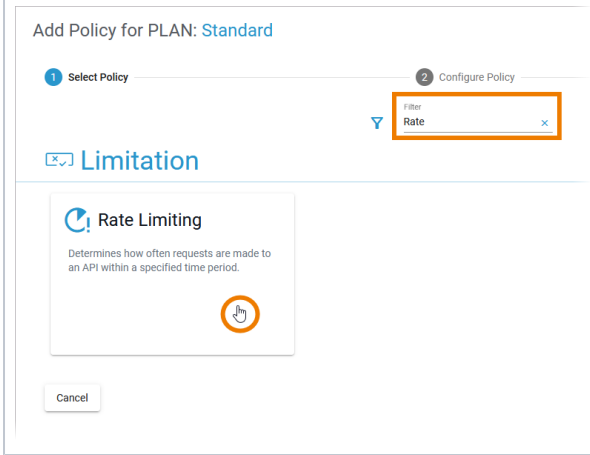 Add Policy for PLAN: Standard
1 Select Policy
2 Configure Policy
Filter
Rate ×
Limitation
Rate Limiting
Determines how often requests are made to
an API within a specified time period.
Cancel